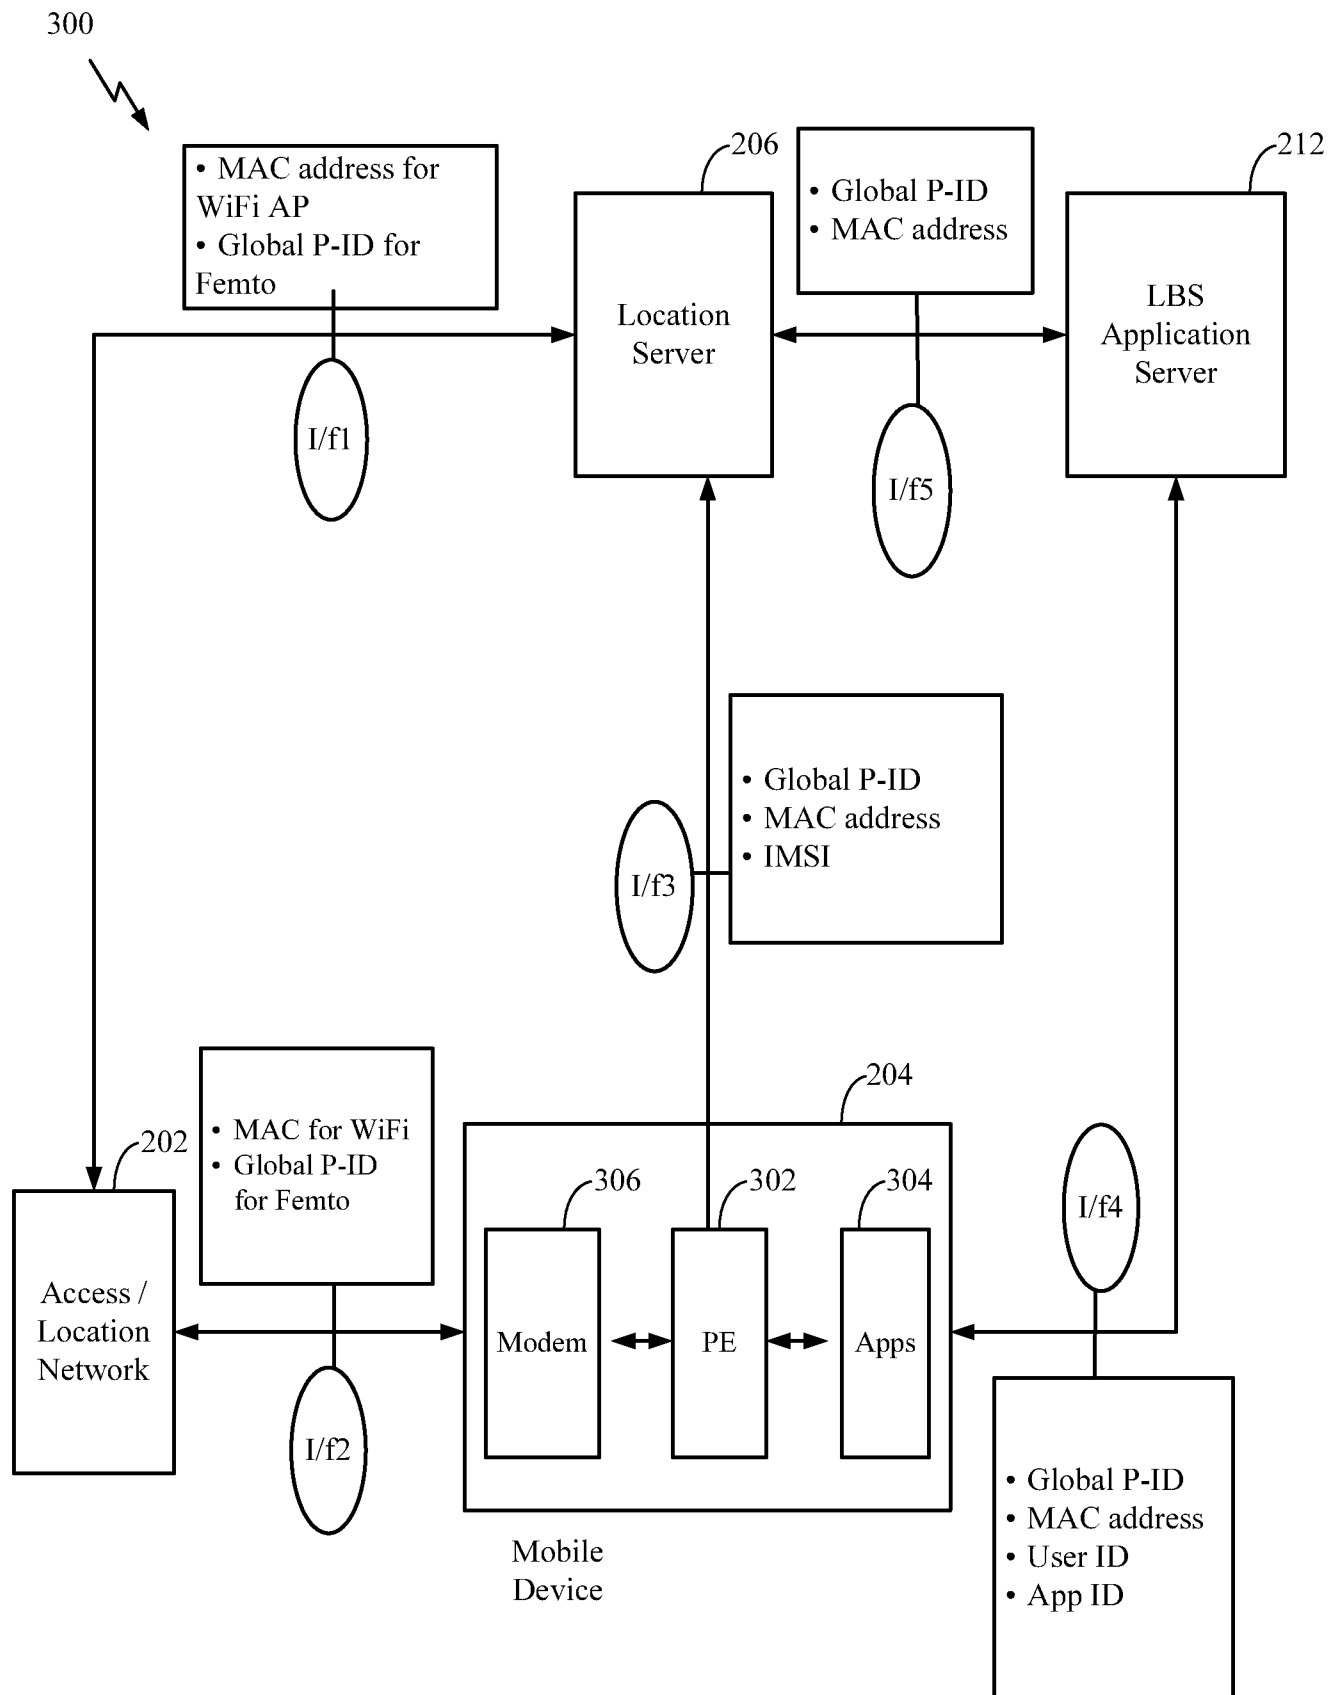 300
• MAC address for
WiFi AP
• Global P-ID for
Femto
206
• Global P-ID
• MAC address
212
Location
Server
LBS
Application
Server
I/f1
I/f5
• Global P-ID
• MAC address
• IMSI
I/f3
• MAC for WiFi
• Global P-ID
for Femto
202
204
306
302
304
I/f4
Access /
Location
Network
Modem
PE
Apps
I/f2
Mobile
Device
• Global P-ID
• MAC address
• User ID
• App ID